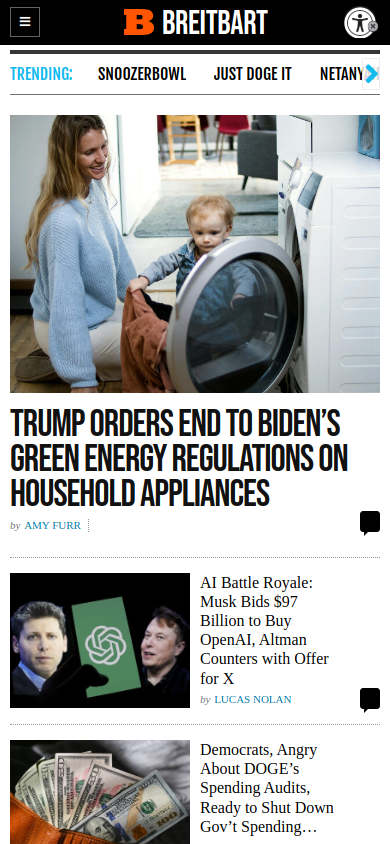 BREITBART
TRENDING:
SNOOZERBOWL
JUST DOGE IT
TRUMP ORDERS END TO BIDEN’S
GREEN ENERGY REGULATIONS ON
HOUSEHOLD APPLIANCES
by AMY FURR
AI Battle Royale:
Musk Bids $97
Billion to Buy
OpenAI, Altman
Counters with Offer
for X
by LUCAS NOLAN
Democrats, Angry
About DOGE’s
Spending Audits,
Ready to Shut Down
Gov’t Spending…